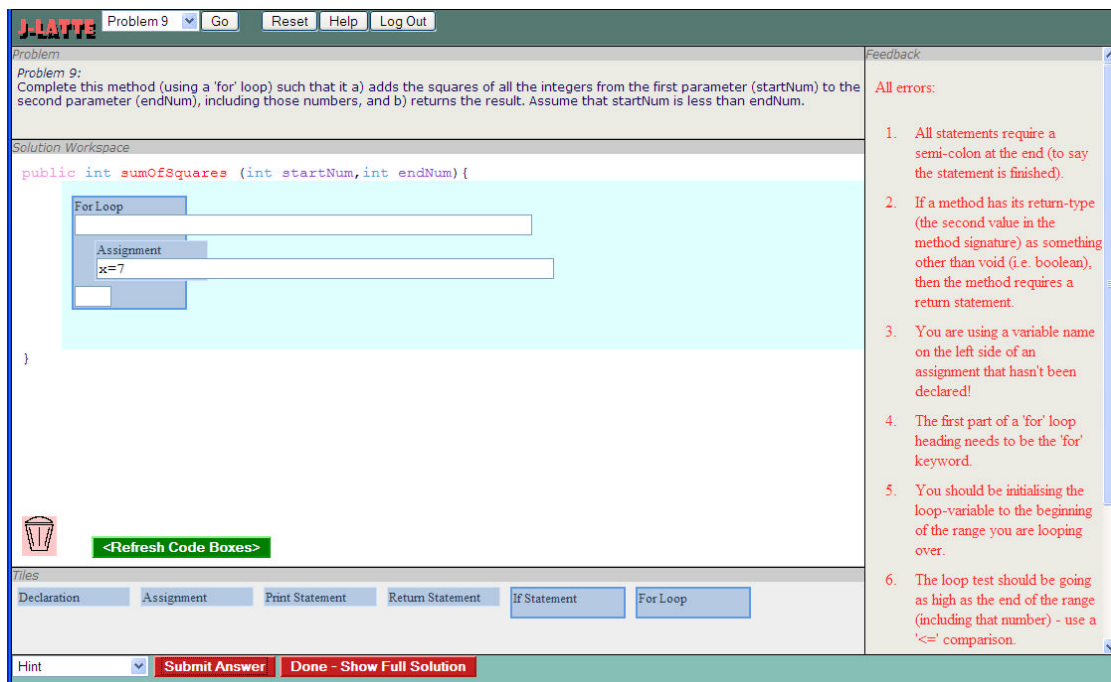 J-LATTE Problem 9 Go Reset Help Log Out
Problem
Problem 9:
Complete this method (using a 'for' loop) such that it a) adds the squares of all the integers from the first parameter (startNum) to the
second parameter (endNum), including those numbers, and b) returns the result. Assume that startNum is less than endNum.
Solution Workspace
public int sumOfSquares (int startNum,int endNum){
For Loop
Assignment
x=7
}
<Refresh Code Boxes>
Tiles
Declaration Assignment Print Statement Return Statement If Statement For Loop
Hint Submit Answer Done - Show Full Solution
Feedback
All errors:
1. All statements require a
semi-colon at the end (to say
the statement is finished).
2. If a method has its return-type
(the second value in the
method signature) as something
other than void (i.e. boolean),
then the method requires a
return statement.
3. You are using a variable name
on the left side of an
assignment that hasn't been
declared!
4. The first part of a 'for' loop
heading needs to be the 'for'
keyword.
5. You should be initialising the
loop-variable to the beginning
of the range you are looping
over.
6. The loop test should be going
as high as the end of the range
(including that number) - use a
'<=' comparison.